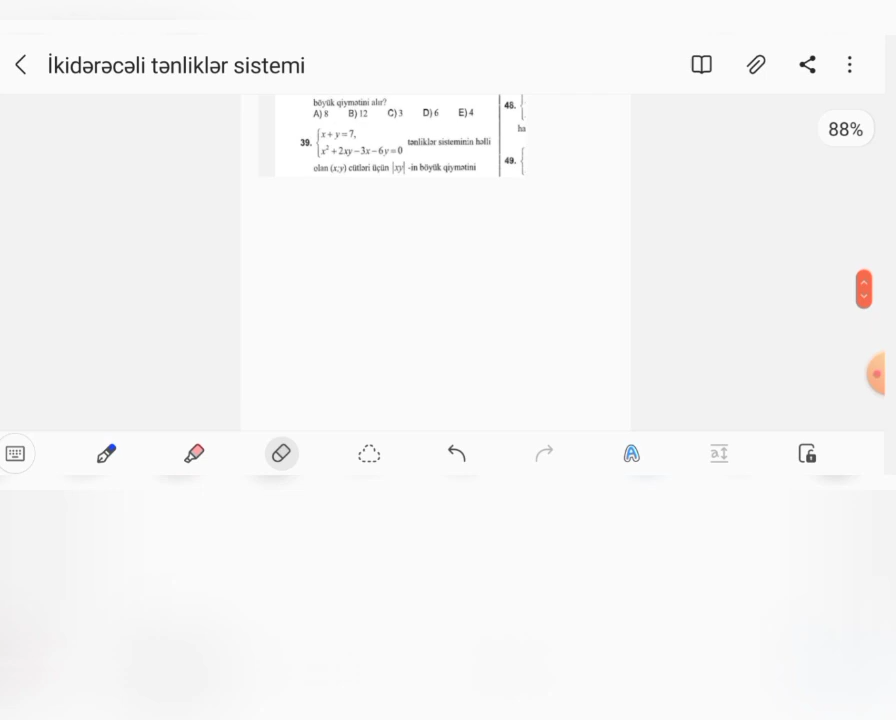 İkidərəcəli tənliklər sistemi
88%
böyük qiymətini alır?
A) 8 B) 12 C) 3 D) 6 E) 4
39. x + y = 7,
x² + 2xy − 3x − 6y = 0 tənliklər sisteminin həlli
olan (x;y) cütləri üçün |xy| -in böyük qiymətini
48. {
ha
49. {
A
a